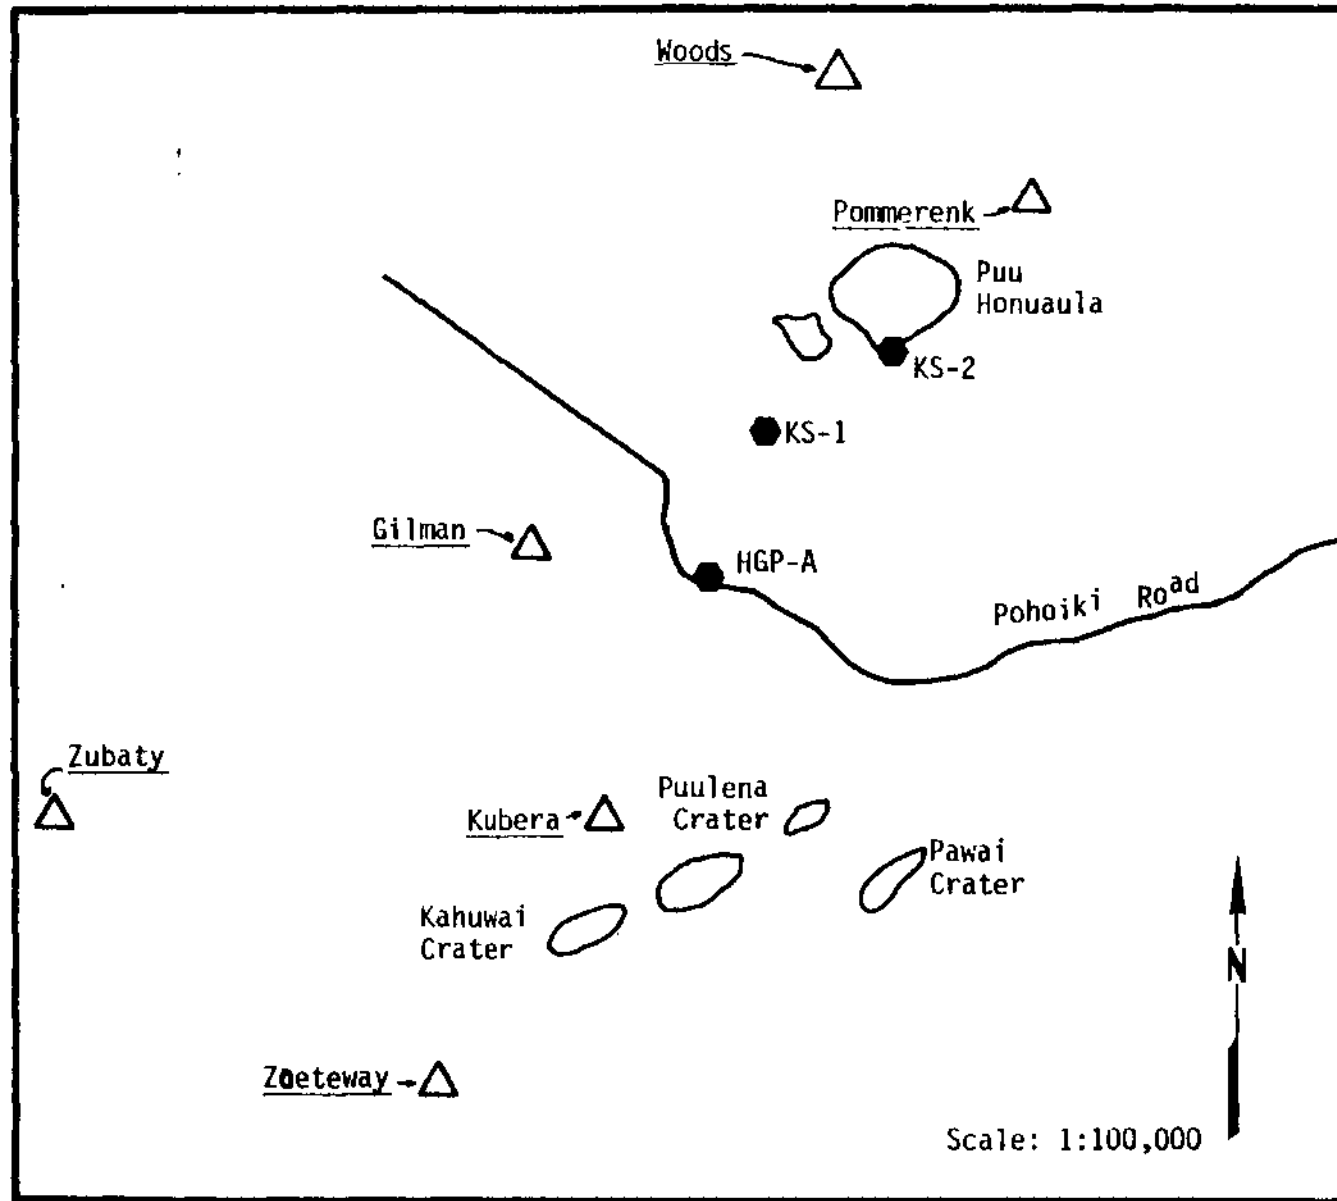 Woods
Pommerenk
Puu
Honuaula
KS-2
KS-1
Gilman
HGP-A
Pohoiki Road
Zubaty
Puulena
Crater
Kubera
Pawai
Crater
Kahuwai
Crater
N
Zoeteway
Scale: 1:100,000